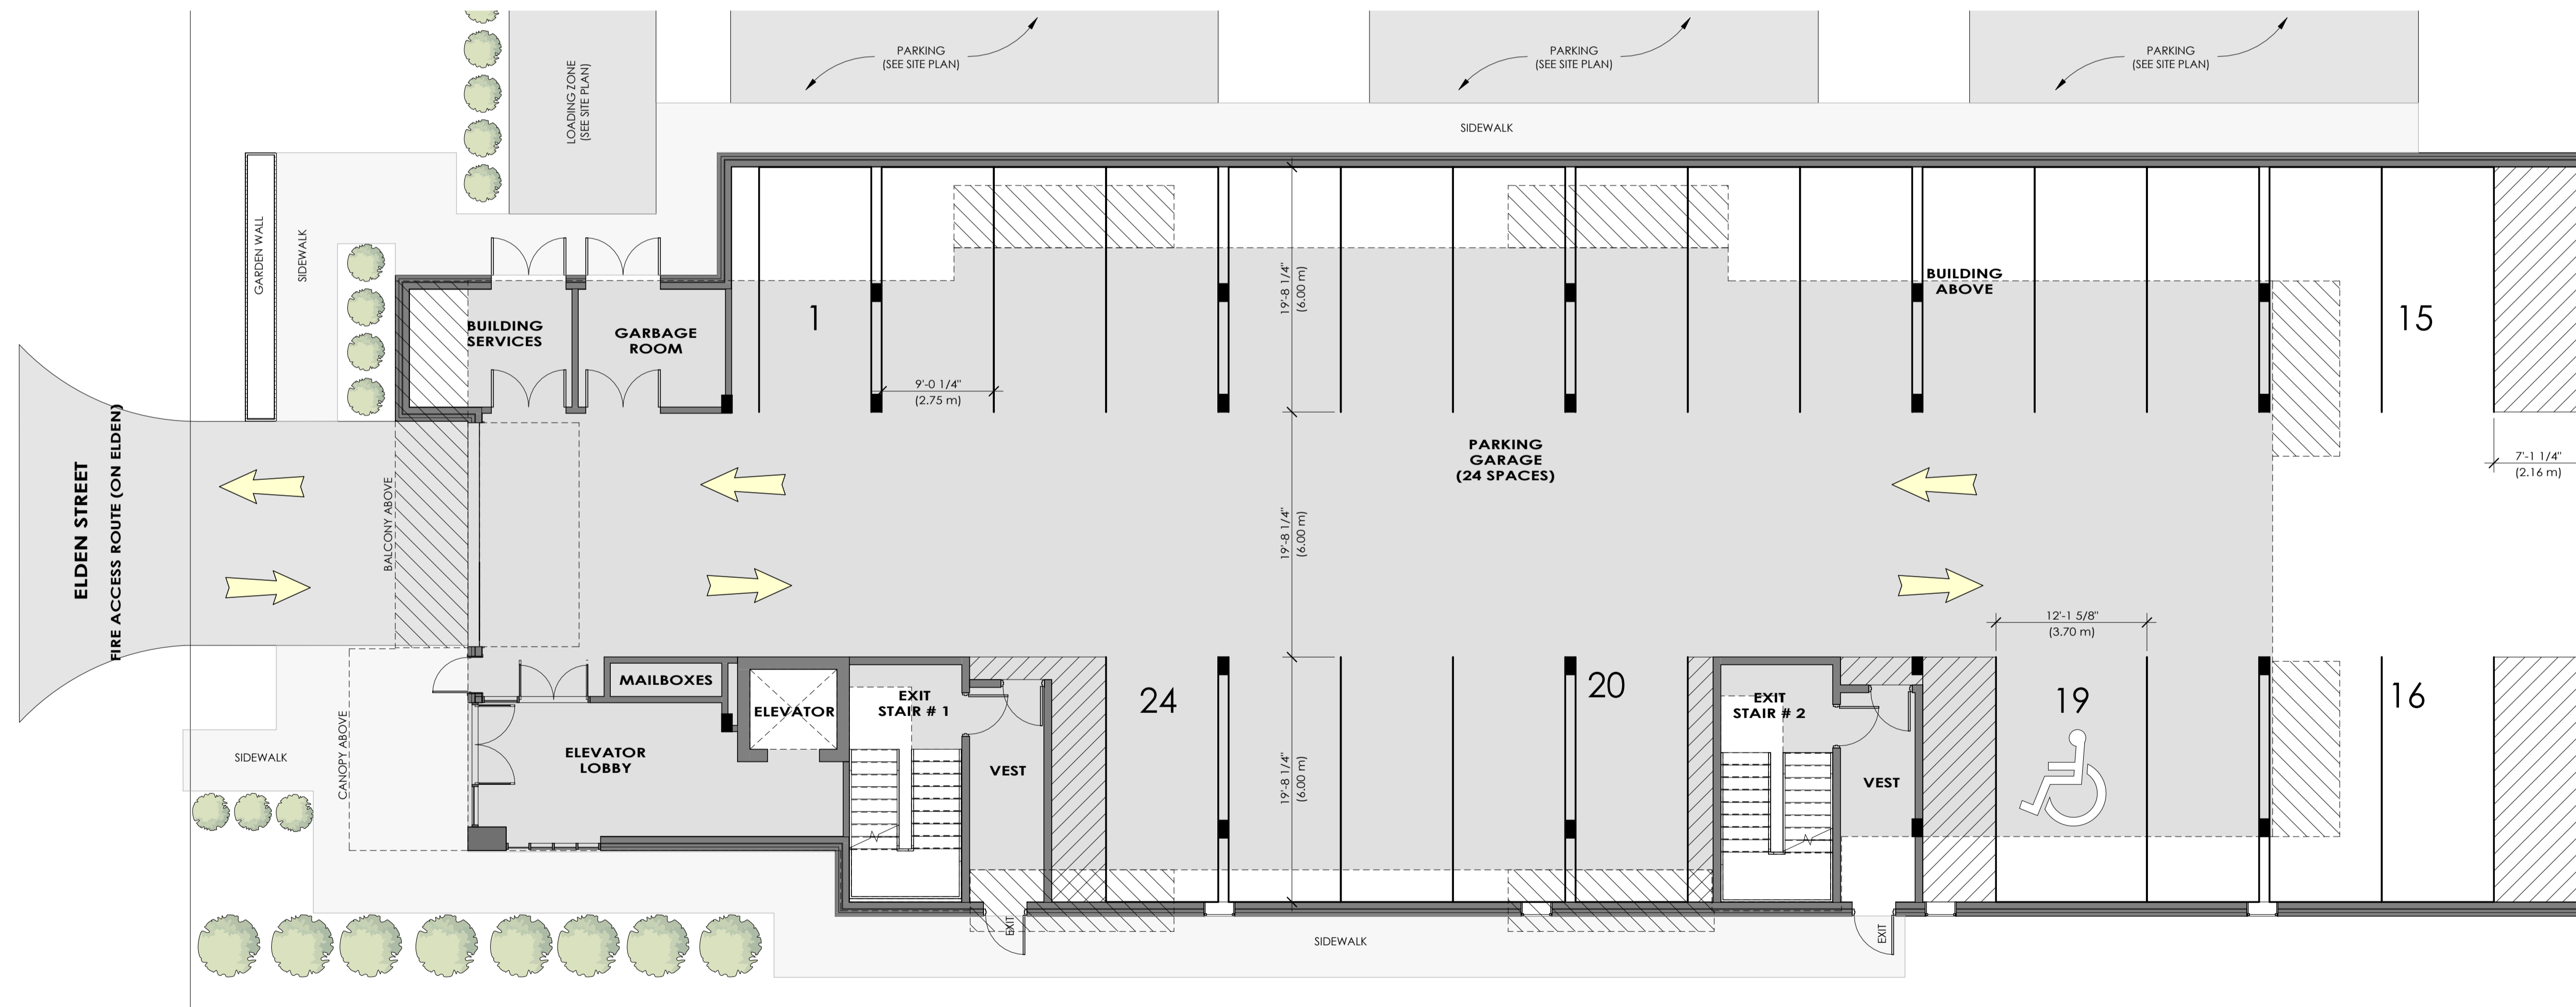 PARKING
(SEE SITE PLAN)
PARKING
(SEE SITE PLAN)
PARKING
(SEE SITE PLAN)
LOADING ZONE
(SEE SITE PLAN)
SIDEWALK
GARDEN WALL
SIDEWALK
BUILDING
SERVICES
GARBAGE
ROOM
1
9'-0 1/4"
(2.75 m)
19'-8 1/4"
(6.00 m)
BUILDING
ABOVE
15
PARKING
GARAGE
(24 SPACES)
7'-1 1/4"
(2.16 m)
ELDEN STREET
FIRE ACCESS ROUTE (ON ELDEN)
BALCONY ABOVE
19'-8 1/4"
(6.00 m)
12'-1 5/8"
(3.70 m)
MAILBOXES
ELEVATOR
EXIT
STAIR # 1
24
20
EXIT
STAIR # 2
19
16
SIDEWALK
CANOPY ABOVE
ELEVATOR
LOBBY
VEST
19'-8 1/4"
(6.00 m)
VEST
EXIT
SIDEWALK
EXIT